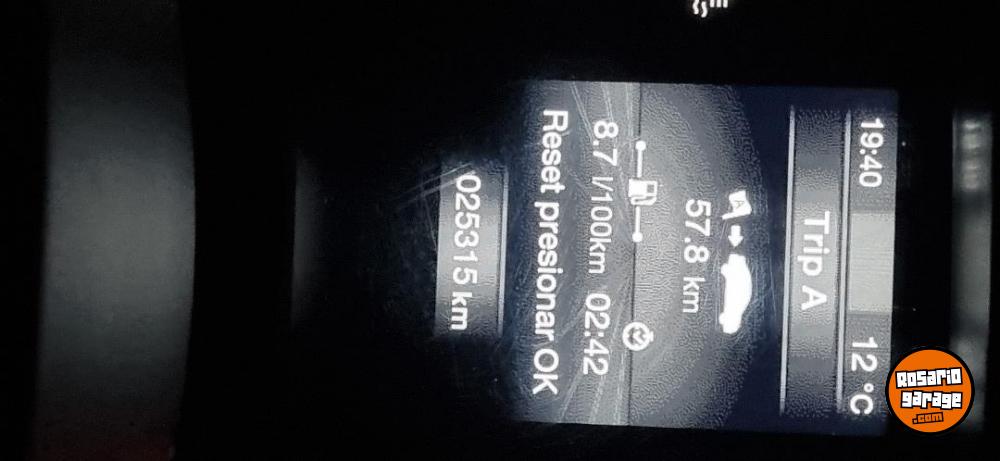 19:40 12 °C
Trip A
A
57.8 km
8.7 l/100km 02:42
Reset presionar OK
025315 km
Rosario
garage
.com